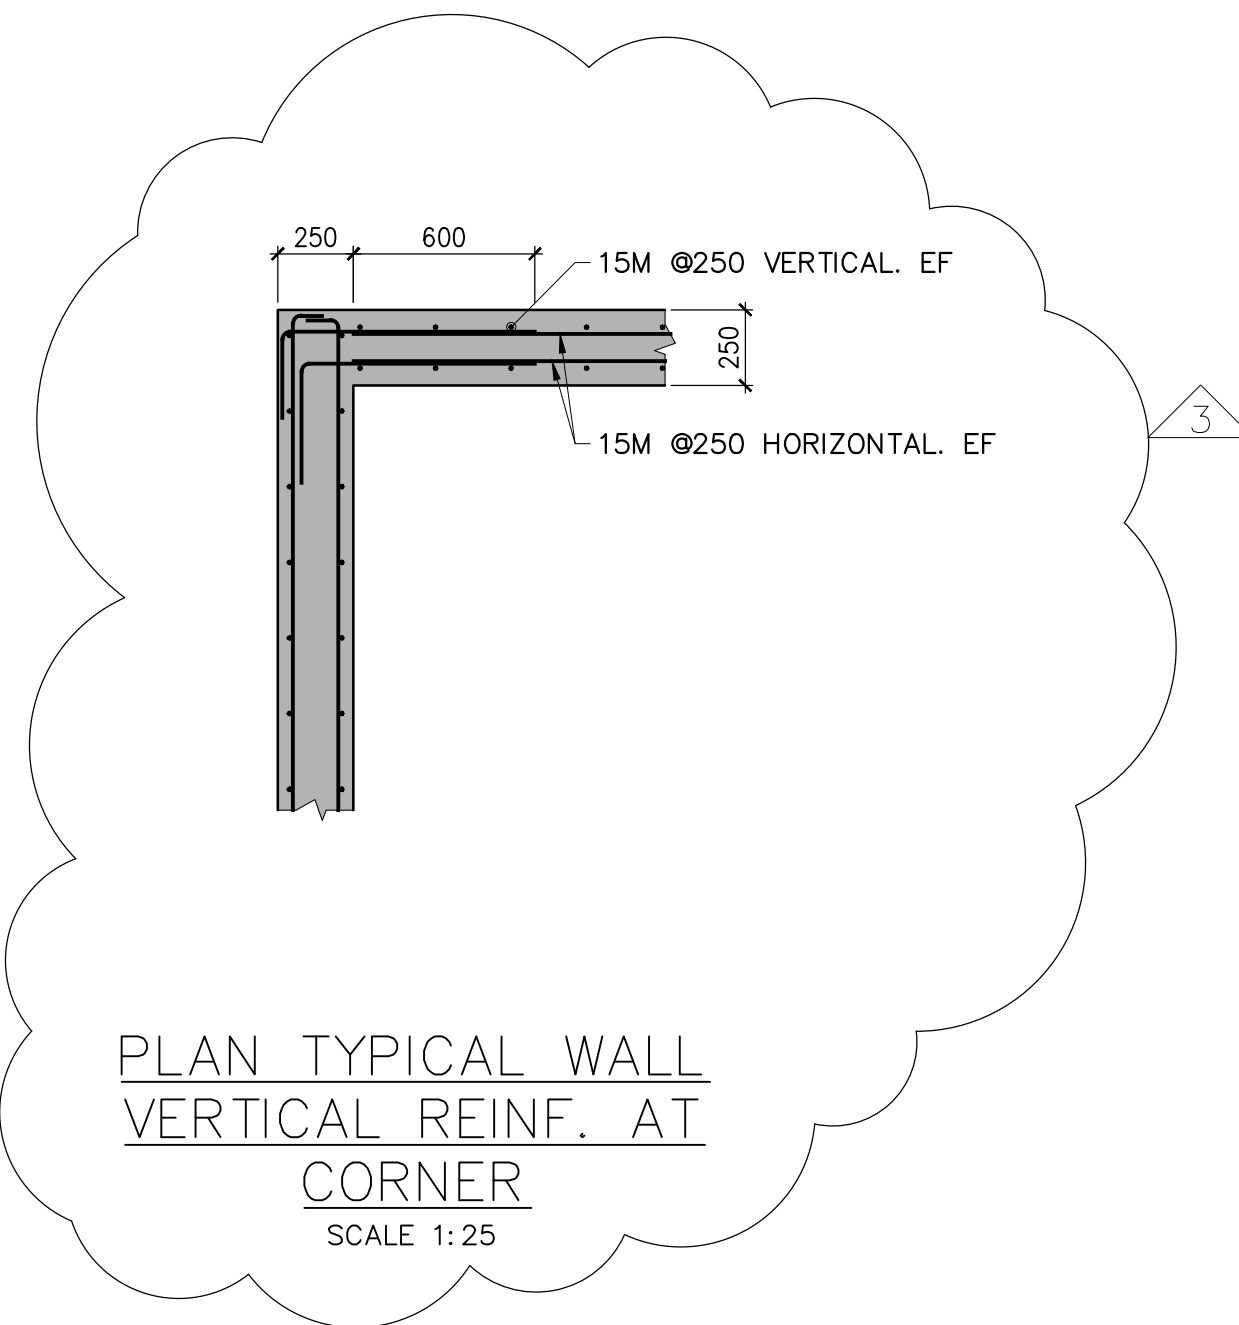 250
600
15M @250 VERTICAL. EF
250
15M @250 HORIZONTAL. EF
3
PLAN TYPICAL WALL
VERTICAL REINF. AT
CORNER
SCALE 1:25